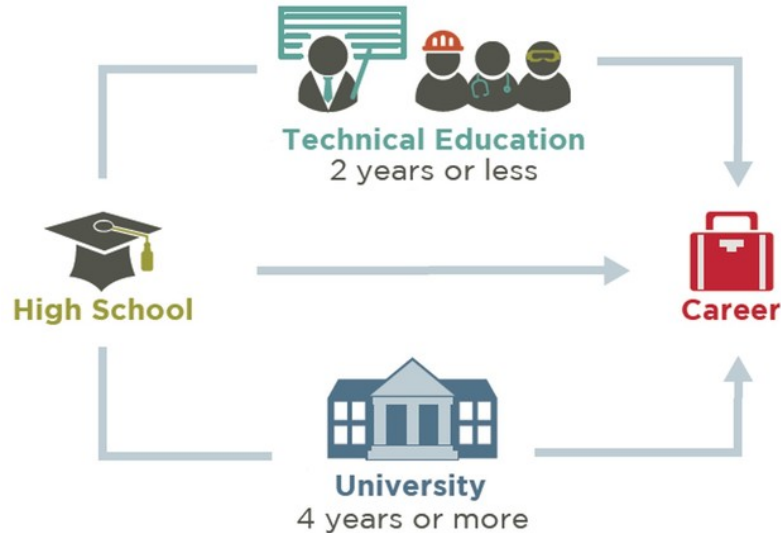 Technical Education
2 years or less
High School
Career
University
4 years or more